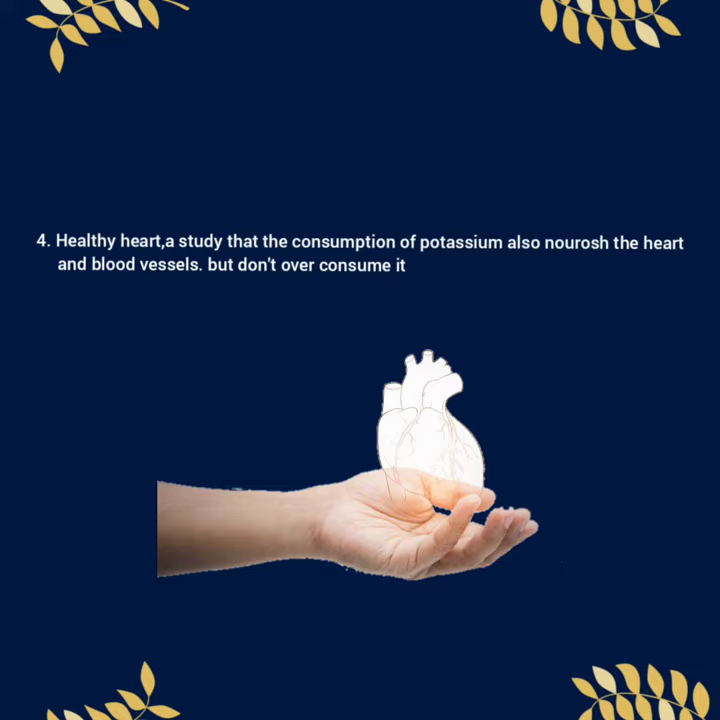 4. Healthy heart,a study that the consumption of potassium also nourosh the heart
and blood vessels. but don't over consume it